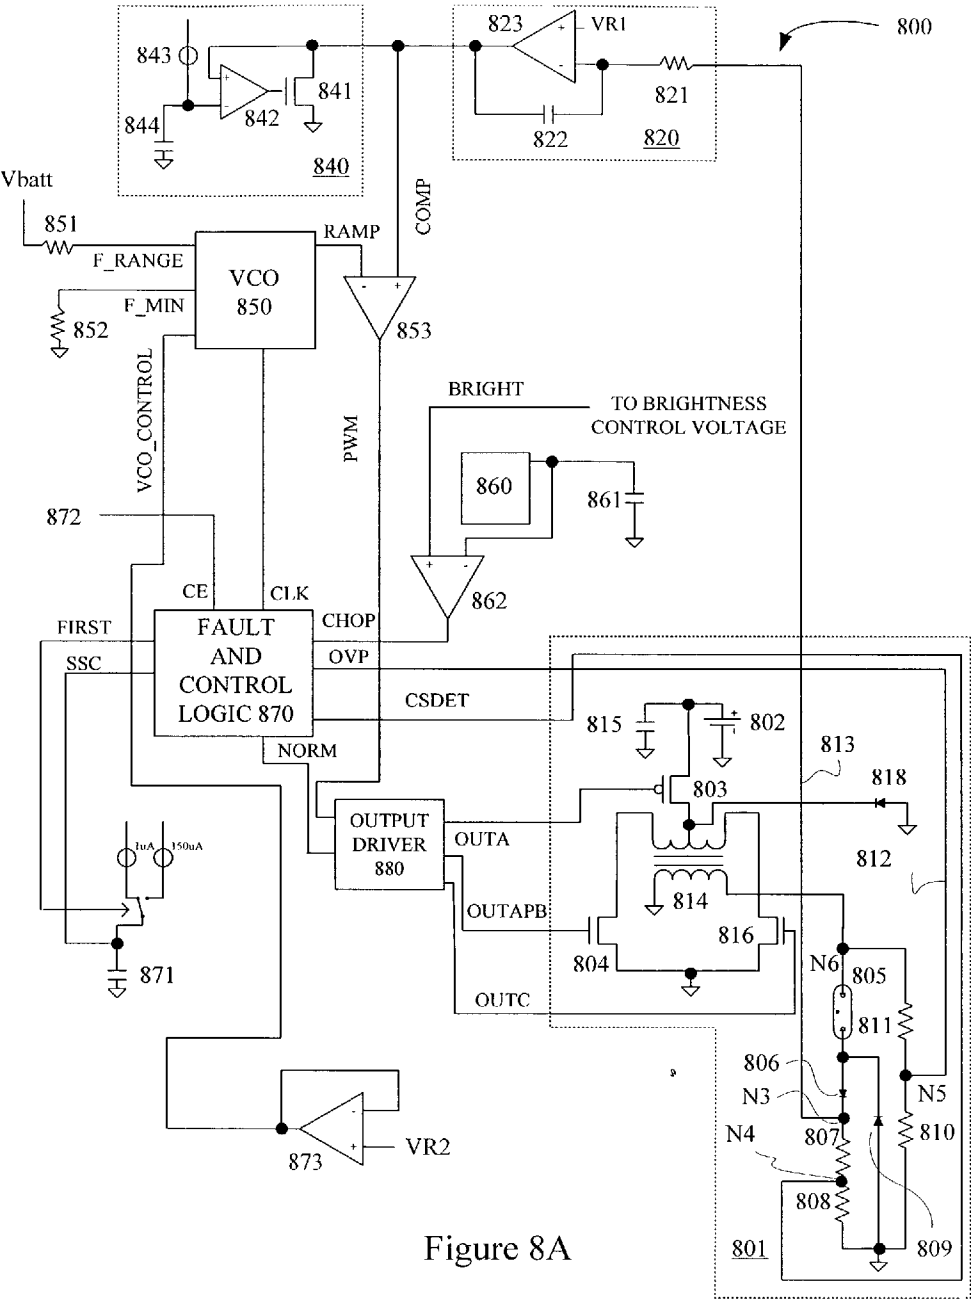 823
VR1
800
843
842
841
844
840
821
822
820
Vbatt
851
F_RANGE
F_MIN
852
VCO
850
RAMP
COMP
853
VCO_CONTROL
PWM
BRIGHT
TO BRIGHTNESS
CONTROL VOLTAGE
860
861
862
872
CE
CLK
CHOP
FIRST
SSC
FAULT
AND
CONTROL
LOGIC 870
OVP
CSDET
NORM
815
802
803
813
818
812
OUTPUT
DRIVER
880
OUTA
OUTAPB
OUTC
1uA
150uA
871
814
804
816
N6
805
811
806
N3
N5
807
810
N4
808
809
801
873
VR2
+
-
+
-
-
+
+
-
-
+
+
-
Figure 8A